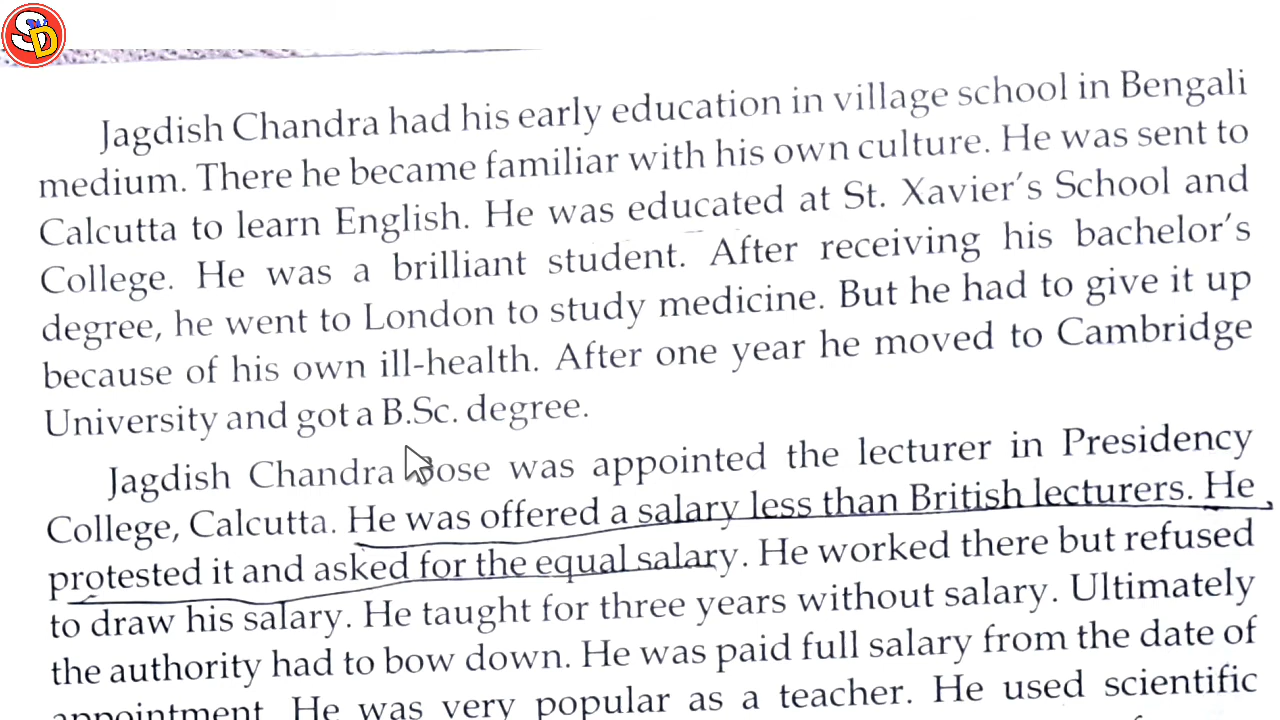 SD
Jagdish Chandra had his early education in village school in Bengali
medium. There he became familiar with his own culture. He was sent to
Calcutta to learn English. He was educated at St. Xavier's School and
College. He was a brilliant student. After receiving his bachelor's
degree, he went to London to study medicine. But he had to give it up
because of his own ill-health. After one year he moved to Cambridge
University and got a B.Sc. degree.
Jagdish Chandra Bose was appointed the lecturer in Presidency
College, Calcutta. He was offered a salary less than British lecturers. He
protested it and asked for the equal salary. He worked there but refused
to draw his salary. He taught for three years without salary. Ultimately
the authority had to bow down. He was paid full salary from the date of
appointment. He was very popular as a teacher. He used scientific